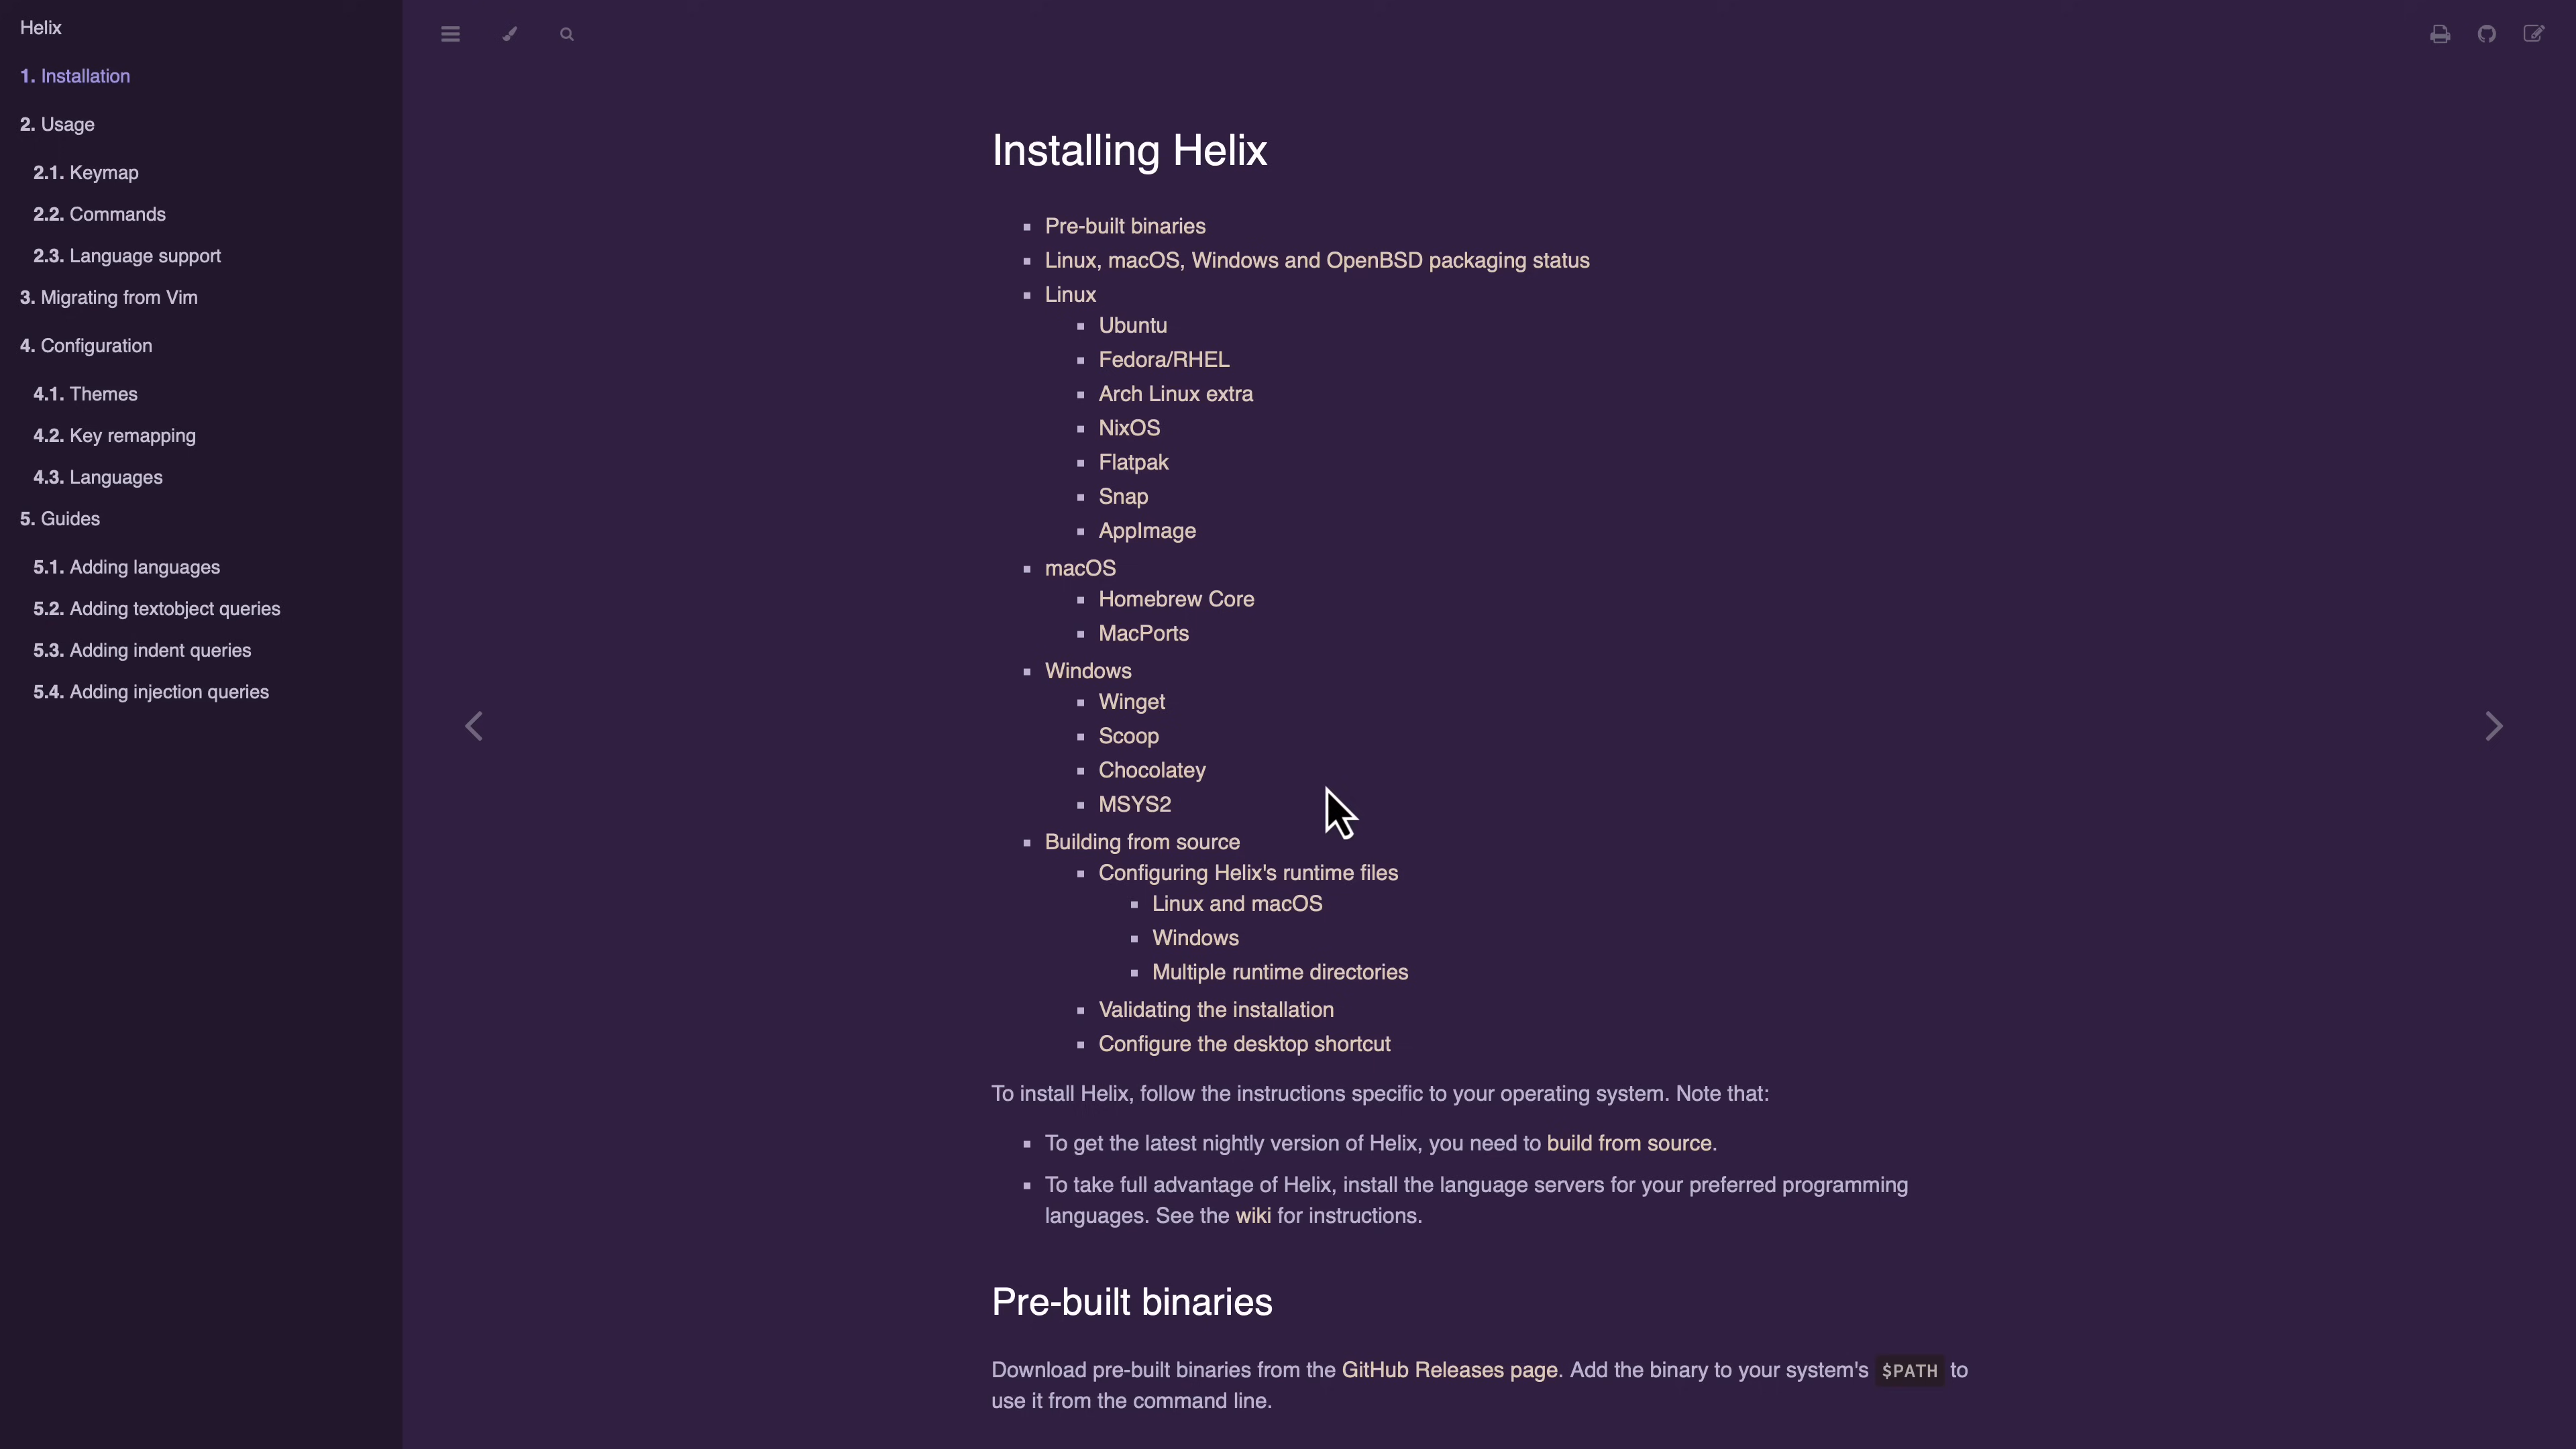 Helix
1. Installation
2. Usage
2.1. Keymap
2.2. Commands
2.3. Language support
3. Migrating from Vim
4. Configuration
4.1. Themes
4.2. Key remapping
4.3. Languages
5. Guides
5.1. Adding languages
5.2. Adding textobject queries
5.3. Adding indent queries
5.4. Adding injection queries
Installing Helix
Pre-built binaries
Linux, macOS, Windows and OpenBSD packaging status
Linux
Ubuntu
Fedora/RHEL
Arch Linux extra
NixOS
Flatpak
Snap
AppImage
macOS
Homebrew Core
MacPorts
Windows
Winget
Scoop
Chocolatey
MSYS2
Building from source
Configuring Helix's runtime files
Linux and macOS
Windows
Multiple runtime directories
Validating the installation
Configure the desktop shortcut
To install Helix, follow the instructions specific to your operating system. Note that:
To get the latest nightly version of Helix, you need to build from source.
To take full advantage of Helix, install the language servers for your preferred programming
languages. See the wiki for instructions.
Pre-built binaries
Download pre-built binaries from the GitHub Releases page. Add the binary to your system's $PATH to
use it from the command line.